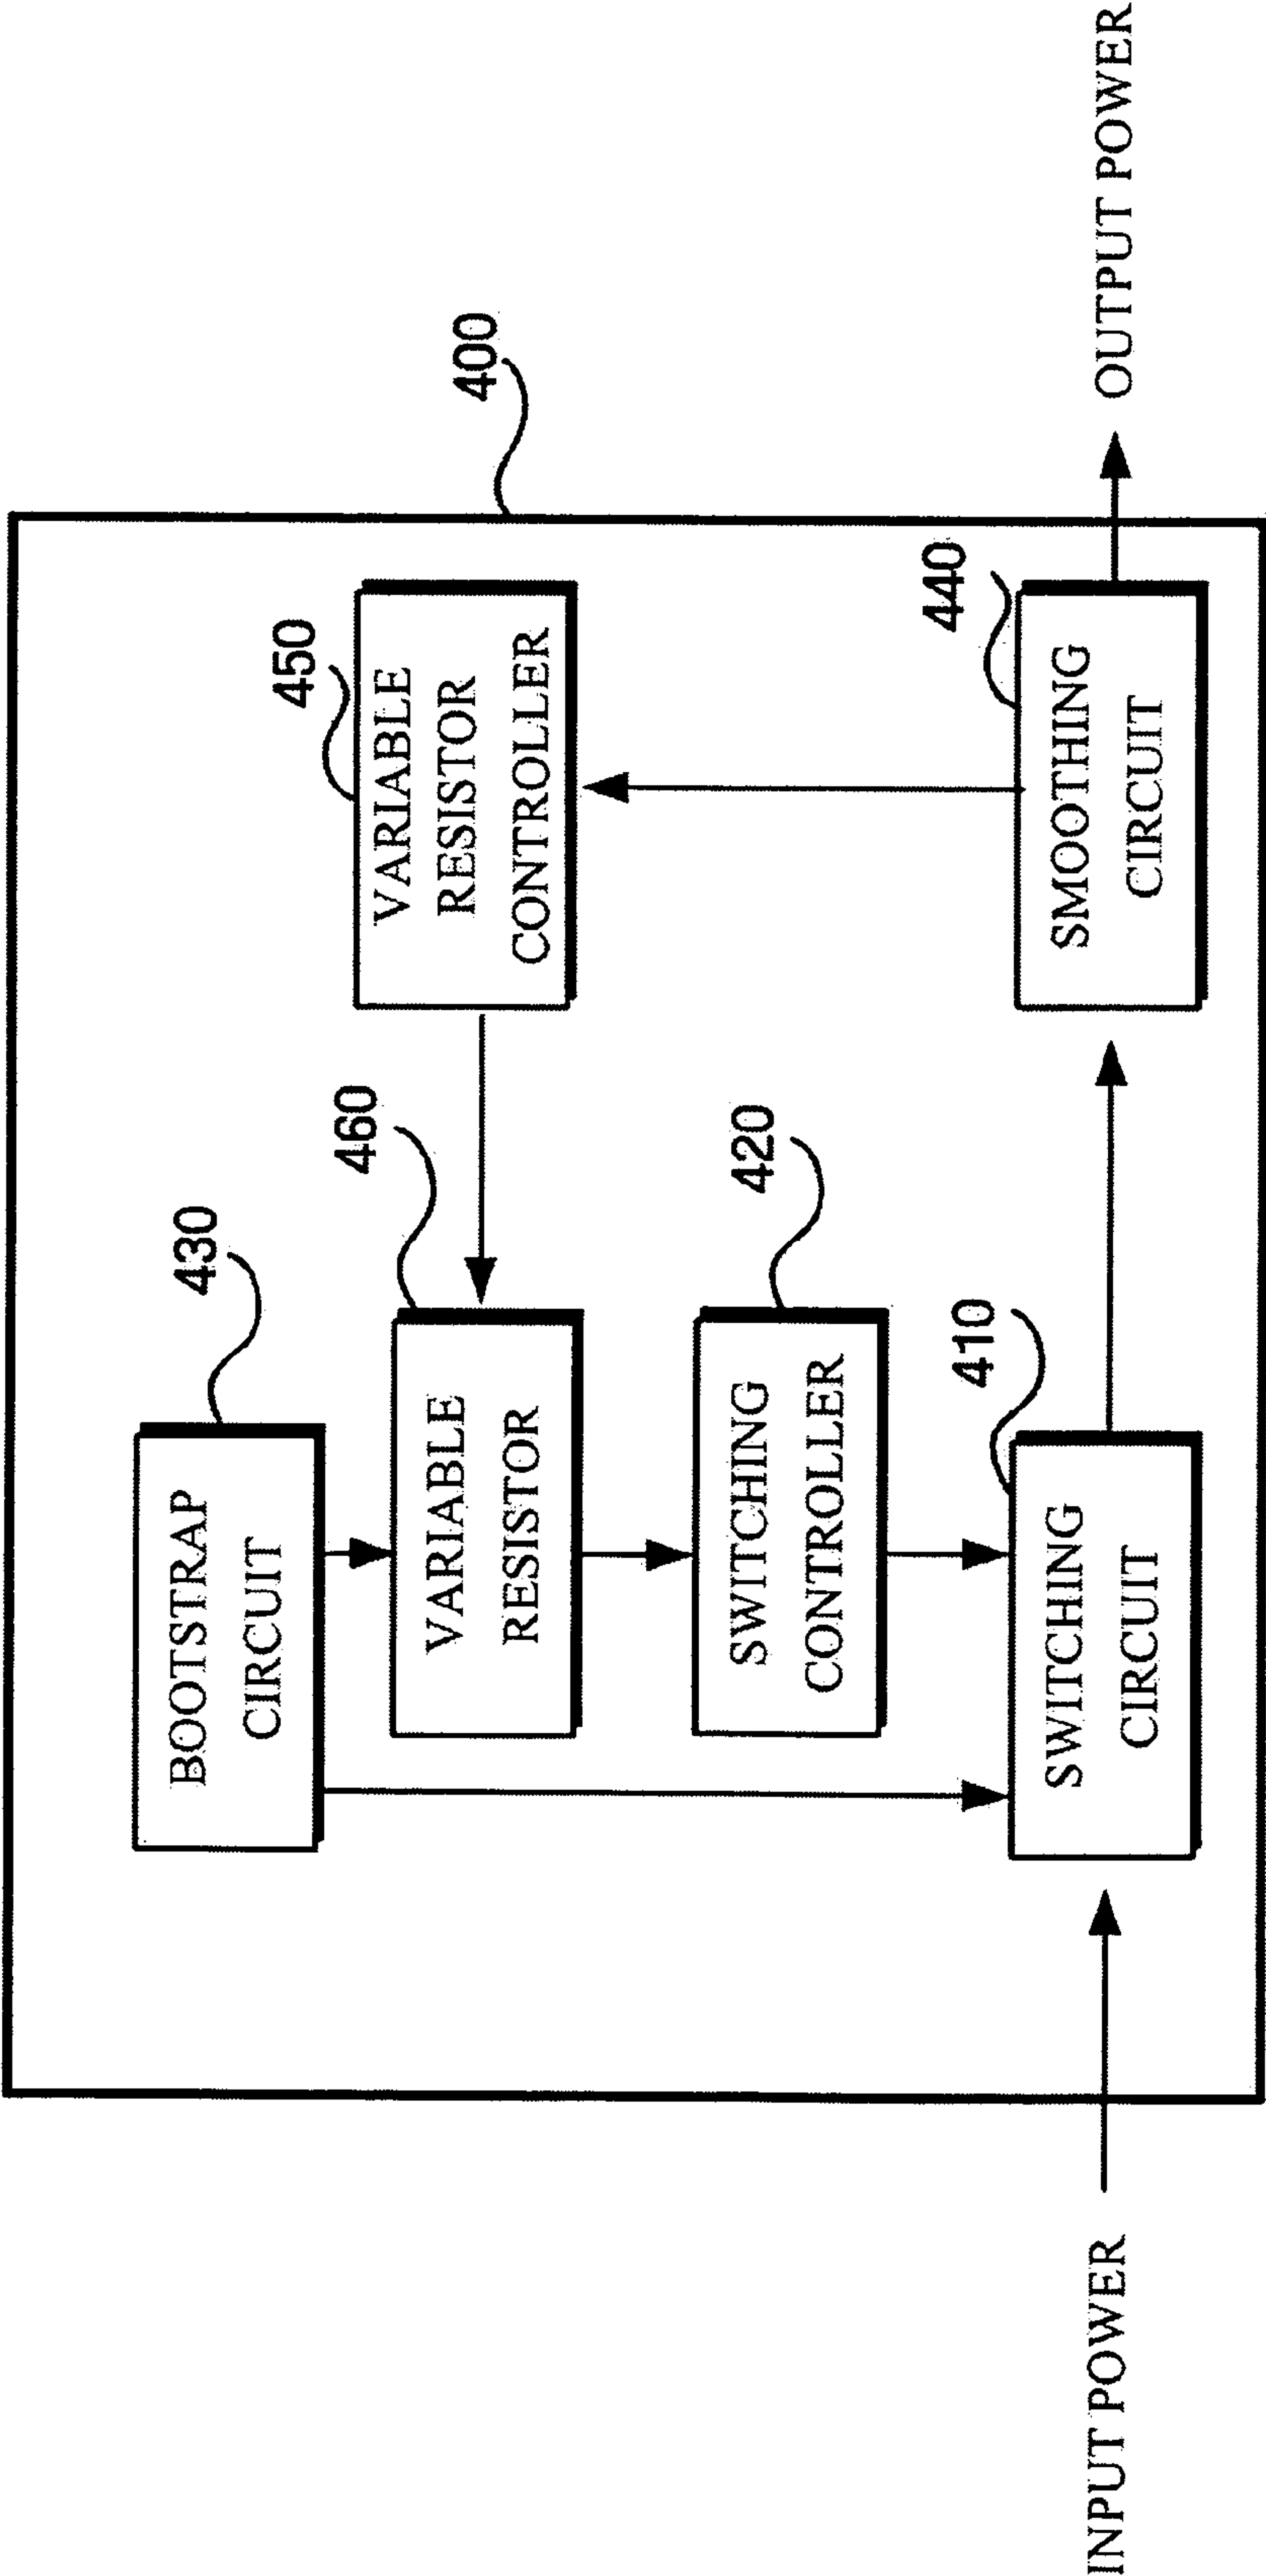 400
430
BOOTSTRAP
CIRCUIT
450
VARIABLE
RESISTOR
CONTROLLER
460
VARIABLE
RESISTOR
420
SWITCHING
CONTROLLER
410
SWITCHING
CIRCUIT
440
SMOOTHING
CIRCUIT
INPUT POWER
OUTPUT POWER